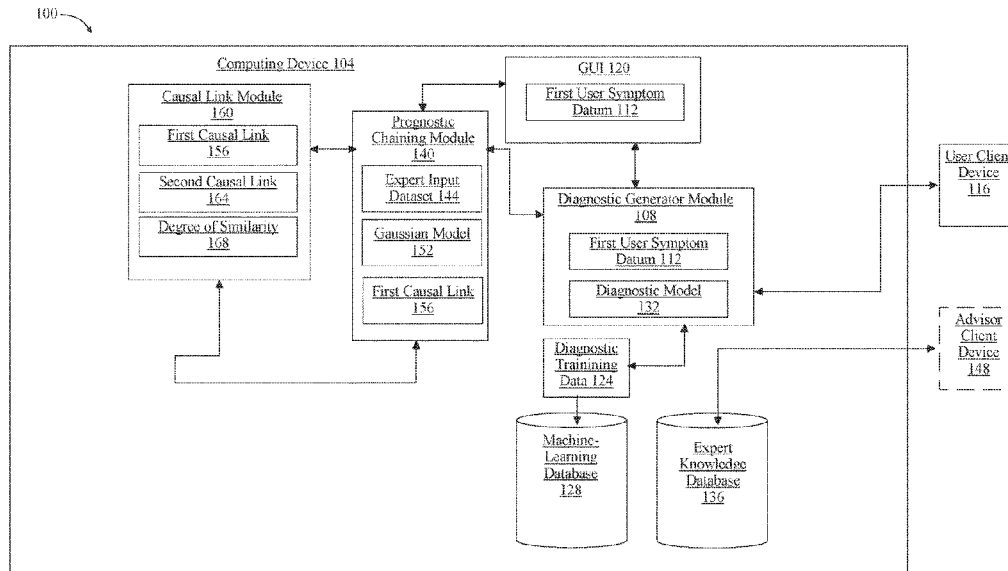 100
Computing Device 104
Causal Link Module
160
First Causal Link
156
Second Causal Link
164
Degree of Similarity
168
Prognostic
Chaining Module
140
Expert Input
Dataset 144
Gaussian Model
152
First Causal Link
156
GUI 120
First User Symptom
Datum 112
Diagnostic Generator Module
108
First User Symptom
Datum 112
Diagnostic Model
132
Diagnostic
Trainining
Data 124
Machine-
Learning
Database
128
Expert
Knowledge
Database
136
User Client
Device
116
Advisor
Client
Device
148